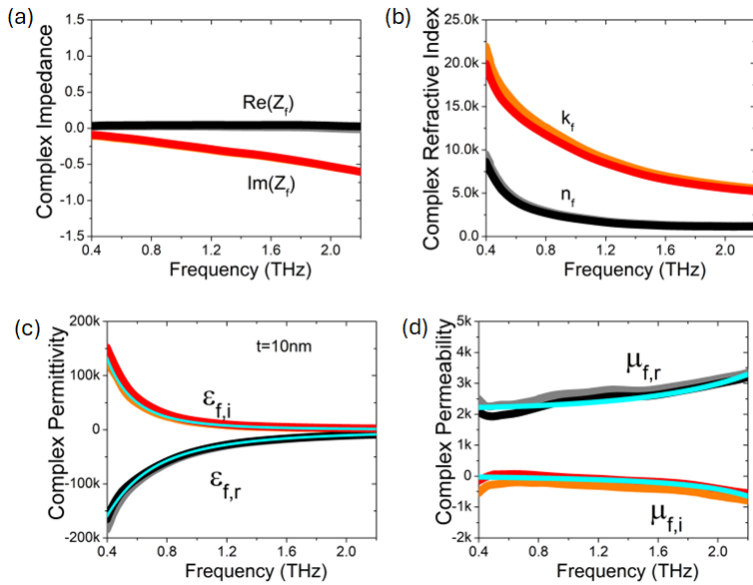 (a)
Complex Impedance
1.5
1.0
0.5
0.0
-0.5
-1.0
-1.5
Re(Z_f)
Im(Z_f)
0.4 0.8 1.2 1.6 2.0
Frequency (THz)
(b)
Complex Refractive Index
25.0k
20.0k
15.0k
10.0k
5.0k
0.0
k_f
n_f
0.4 0.8 1.2 1.6 2.0
Frequency (THz)
(c)
Complex Permittivity
200k
100k
0
-100k
-200k
t=10nm
ε_f,i
ε_f,r
0.4 0.8 1.2 1.6 2.0
Frequency (THz)
(d)
Complex Permeability
5k
4k
3k
2k
1k
0
-1k
-2k
μ_f,r
μ_f,i
0.4 0.8 1.2 1.6 2.0
Frequency (THz)